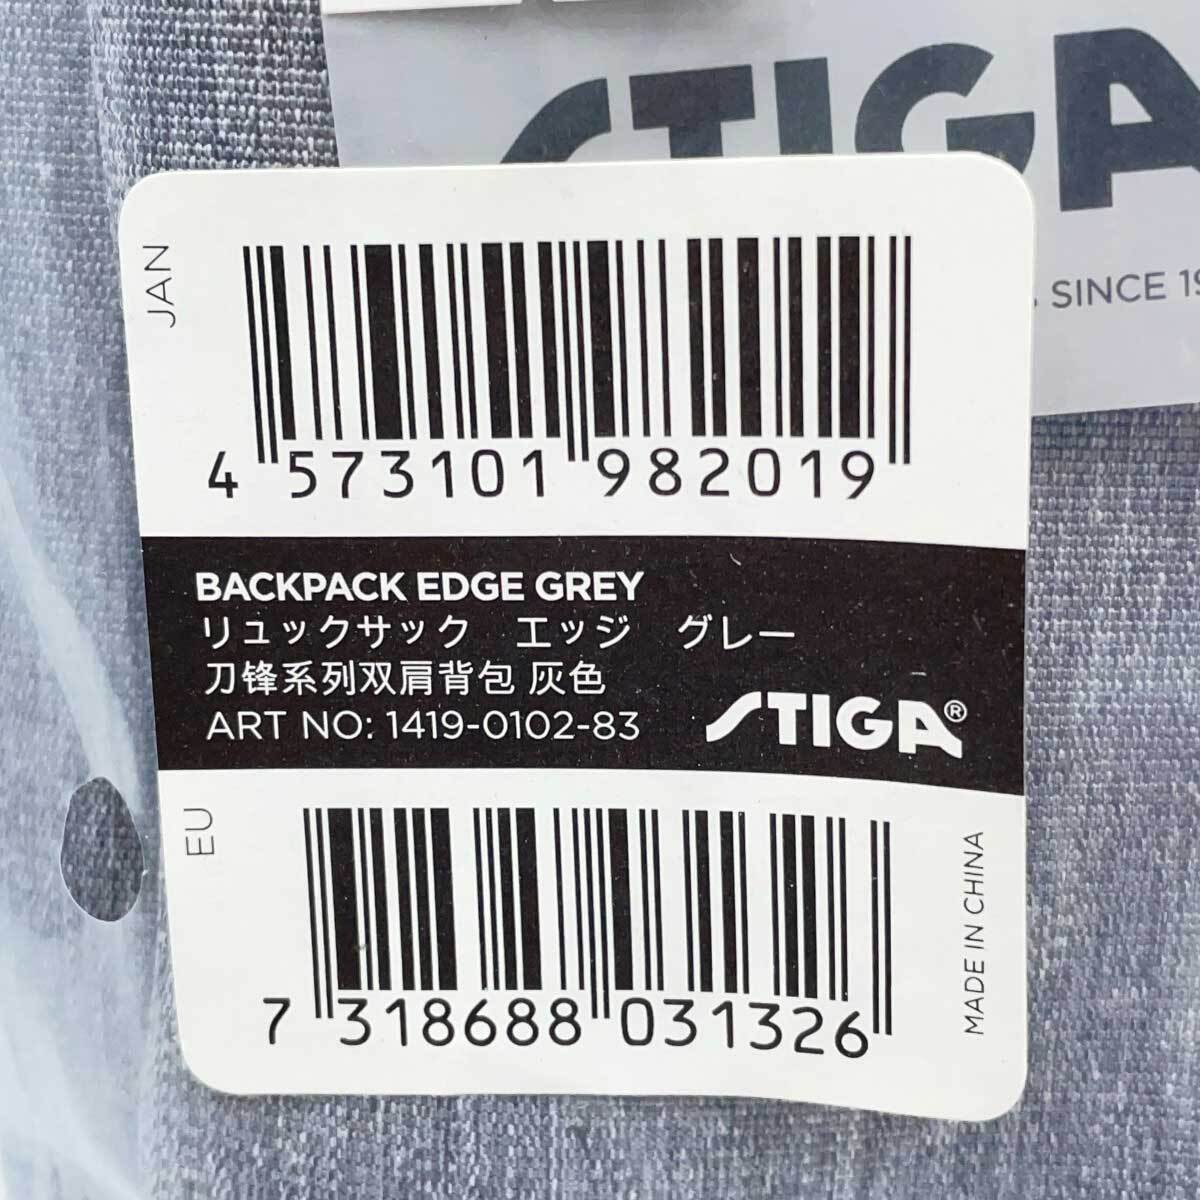 STIGA
SINCE 19
JAN
4 573101 982019
BACKPACK EDGE GREY
リュックサック　エッジ　グレー
刀锋系列双肩背包 灰色
ART NO: 1419-0102-83
STIGA®
EU
7 318688 031326
MADE IN CHINA